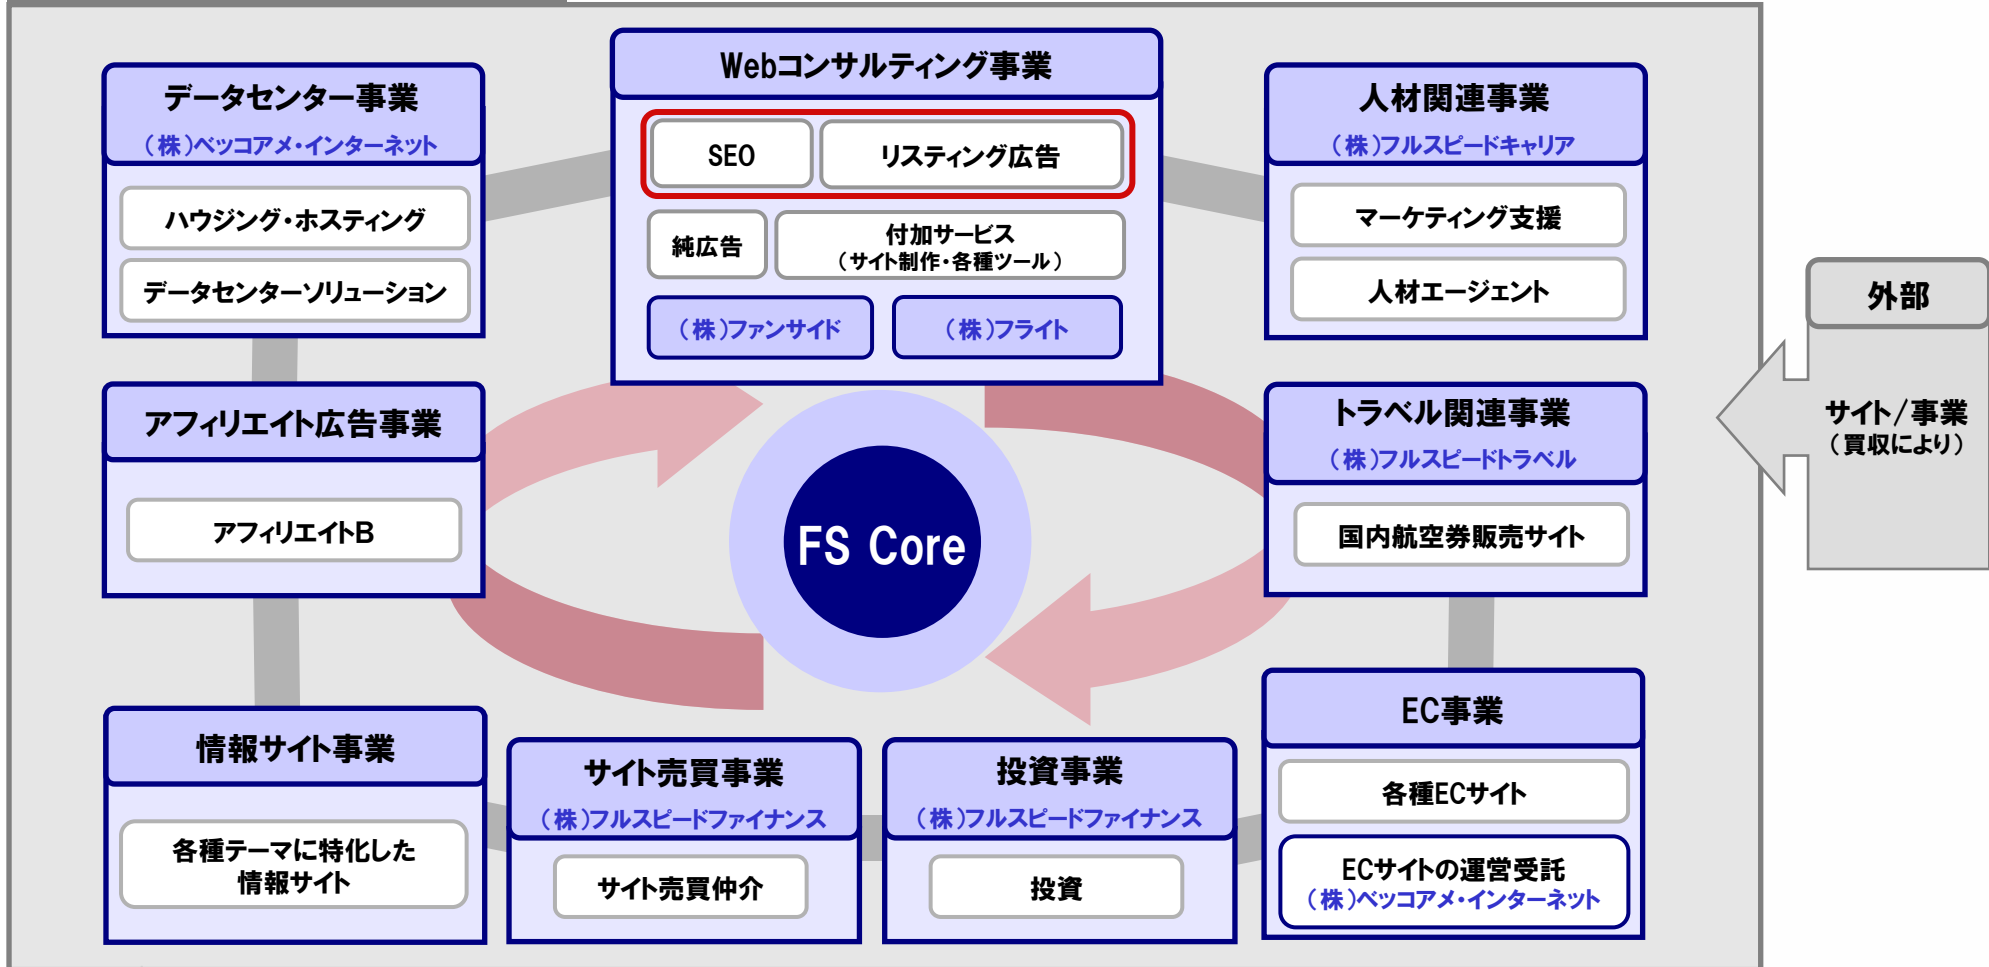 Webコンサルティング事業
SEO
リスティング広告
純広告
付加サービス
（サイト制作・各種ツール）
（株）ファンサイド
（株）フライト
データセンター事業
（株）ベッコアメ・インターネット
ハウジング・ホスティング
データセンターソリューション
人材関連事業
（株）フルスピードキャリア
マーケティング支援
人材エージェント
外部
サイト/事業
（買収により）
アフィリエイト広告事業
アフィリエイトB
FS Core
トラベル関連事業
（株）フルスピードトラベル
国内航空券販売サイト
情報サイト事業
各種テーマに特化した
情報サイト
サイト売買事業
（株）フルスピードファイナンス
サイト売買仲介
投資事業
（株）フルスピードファイナンス
投資
EC事業
各種ECサイト
ECサイトの運営受託
（株）ベッコアメ・インターネット